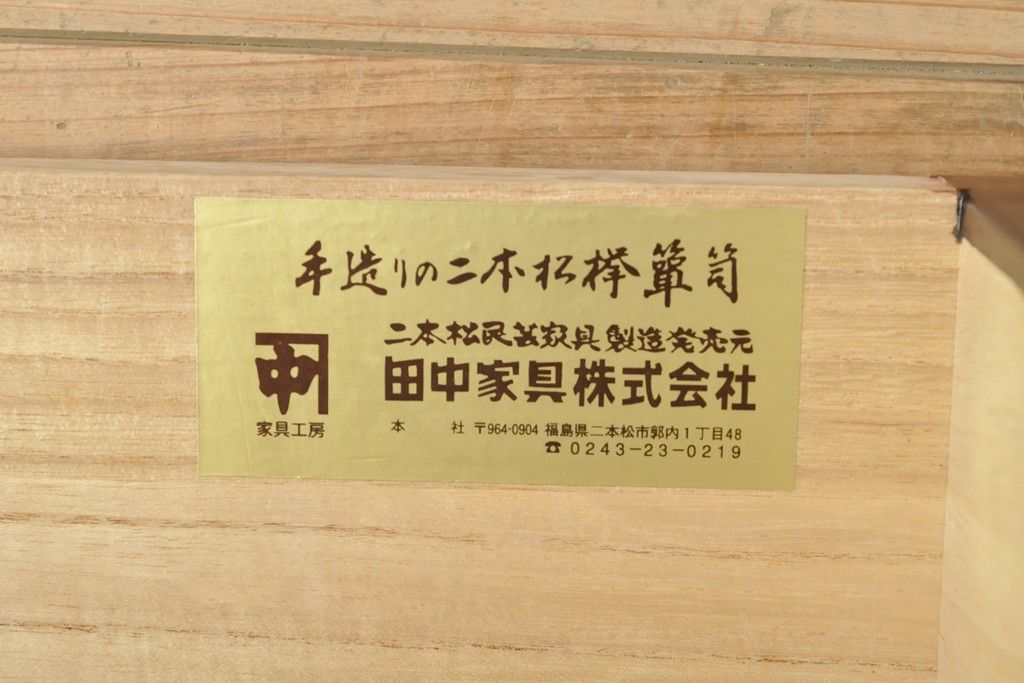 手造りの二本松欅簞笥
二本松民芸家具製造発売元
田中家具株式会社
中
家具工房
本 社 〒964-0904 福島県二本松市郭内1丁目48
☎0243-23-0219